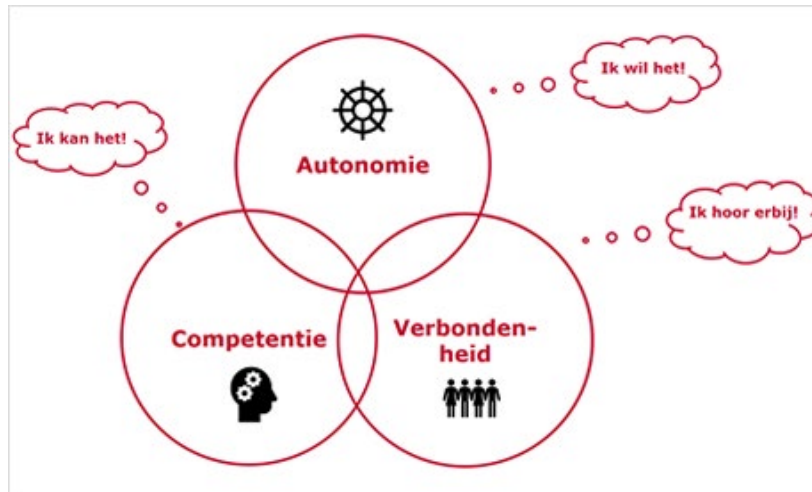 Ik wil het!
Ik kan het!
Autonomie
Ik hoor erbij!
Competentie
Verbonden-
heid